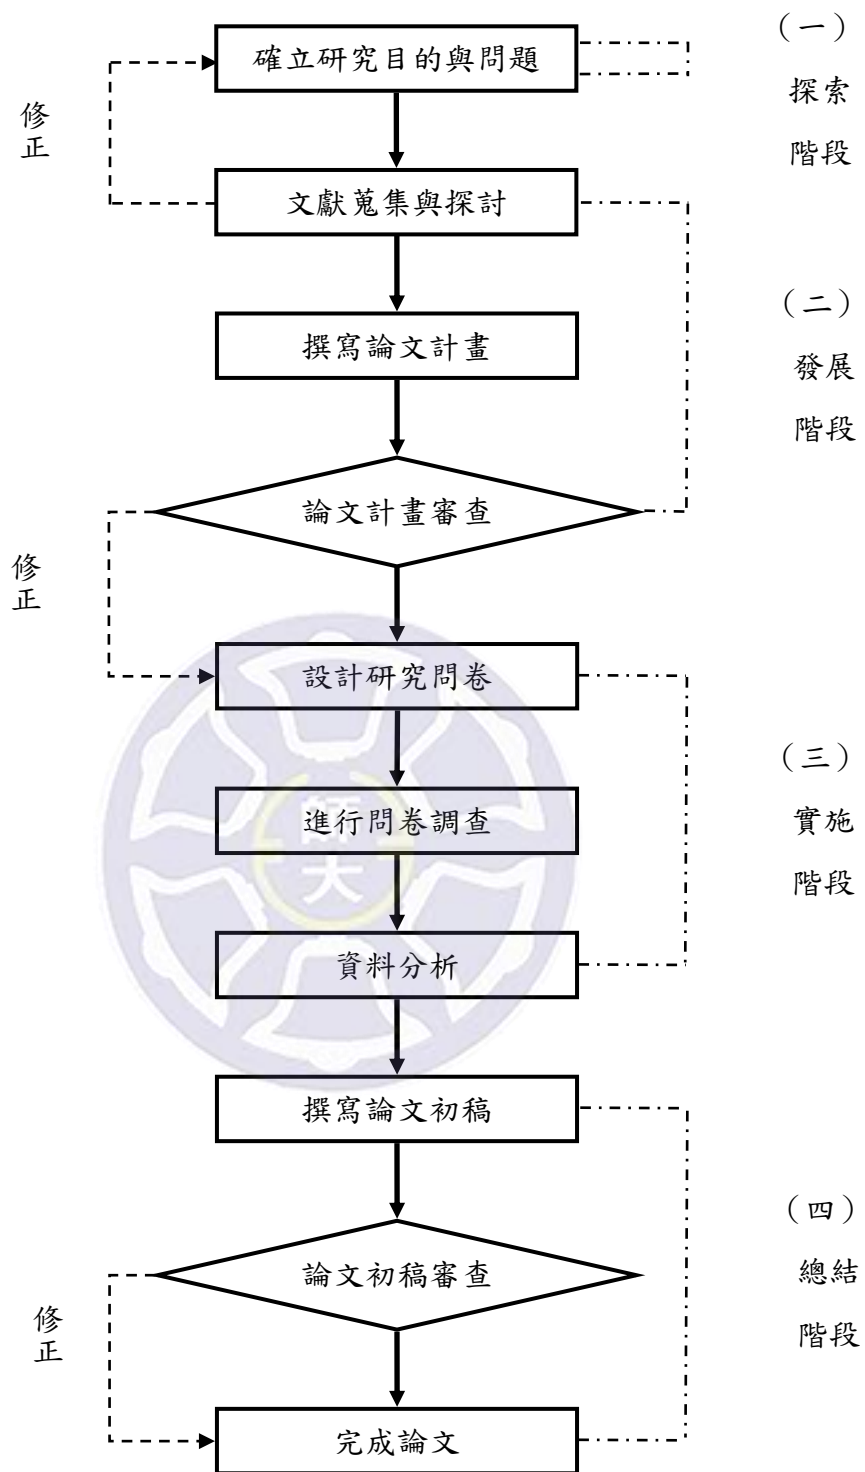 確立研究目的與問題
（一）
探索
階段
修
正
文獻蒐集與探討
（二）
發展
階段
撰寫論文計畫
論文計畫審查
修
正
設計研究問卷
（三）
實施
階段
師
大
進行問卷調查
資料分析
撰寫論文初稿
（四）
總結
階段
論文初稿審查
修
正
完成論文